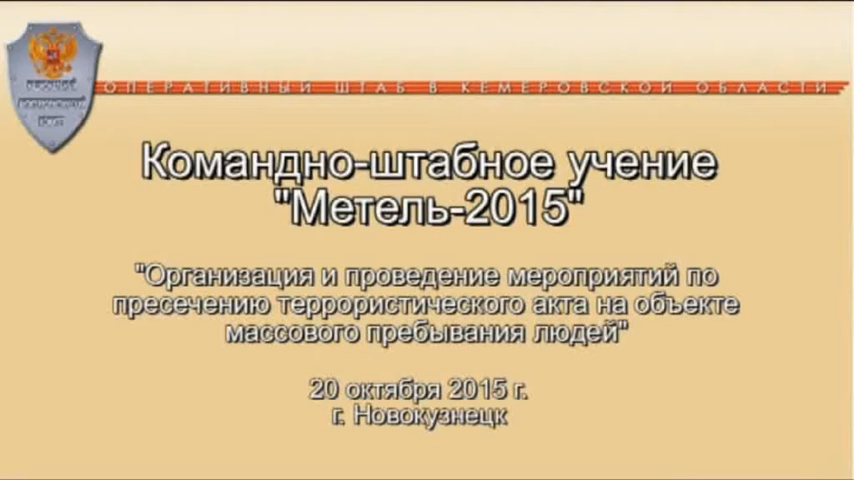 ОПЕРАТИВНЫЙ ШТАБ В КЕМЕРОВСКОЙ ОБЛАСТИ
Командно-штабное учение
"Метель-2015"
"Организация и проведение мероприятий по
пресечению террористического акта на объекте
массового пребывания людей"
20 октября 2015 г.
г. Новокузнецк